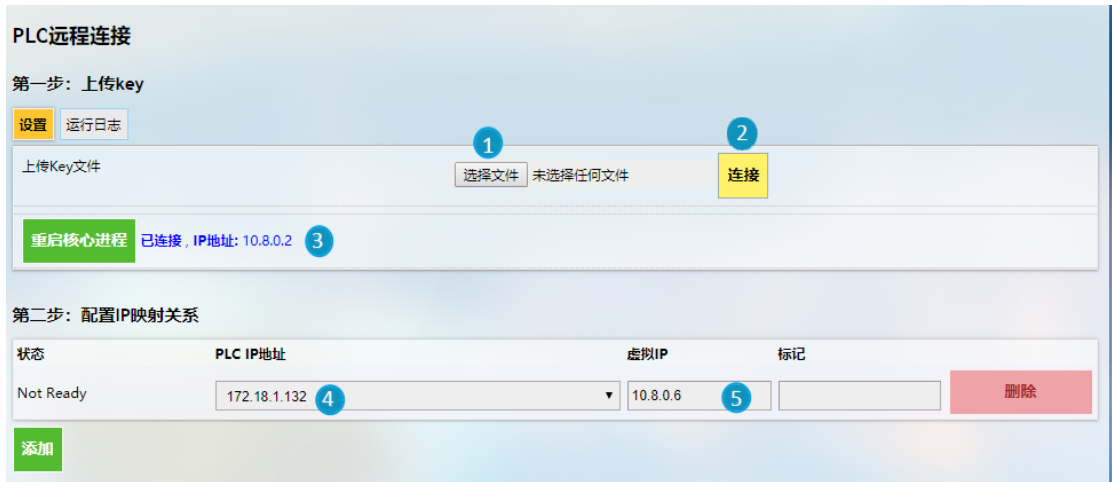 PLC远程连接
第一步：上传key
设置 运行日志
1 2
上传Key文件 选择文件 未选择任何文件 连接
重启核心进程 已连接 , IP地址: 10.8.0.2 3
第二步：配置IP映射关系
状态 PLC IP地址 虚拟IP 标记
Not Ready 172.18.1.132 4 10.8.0.6 5 删除
添加